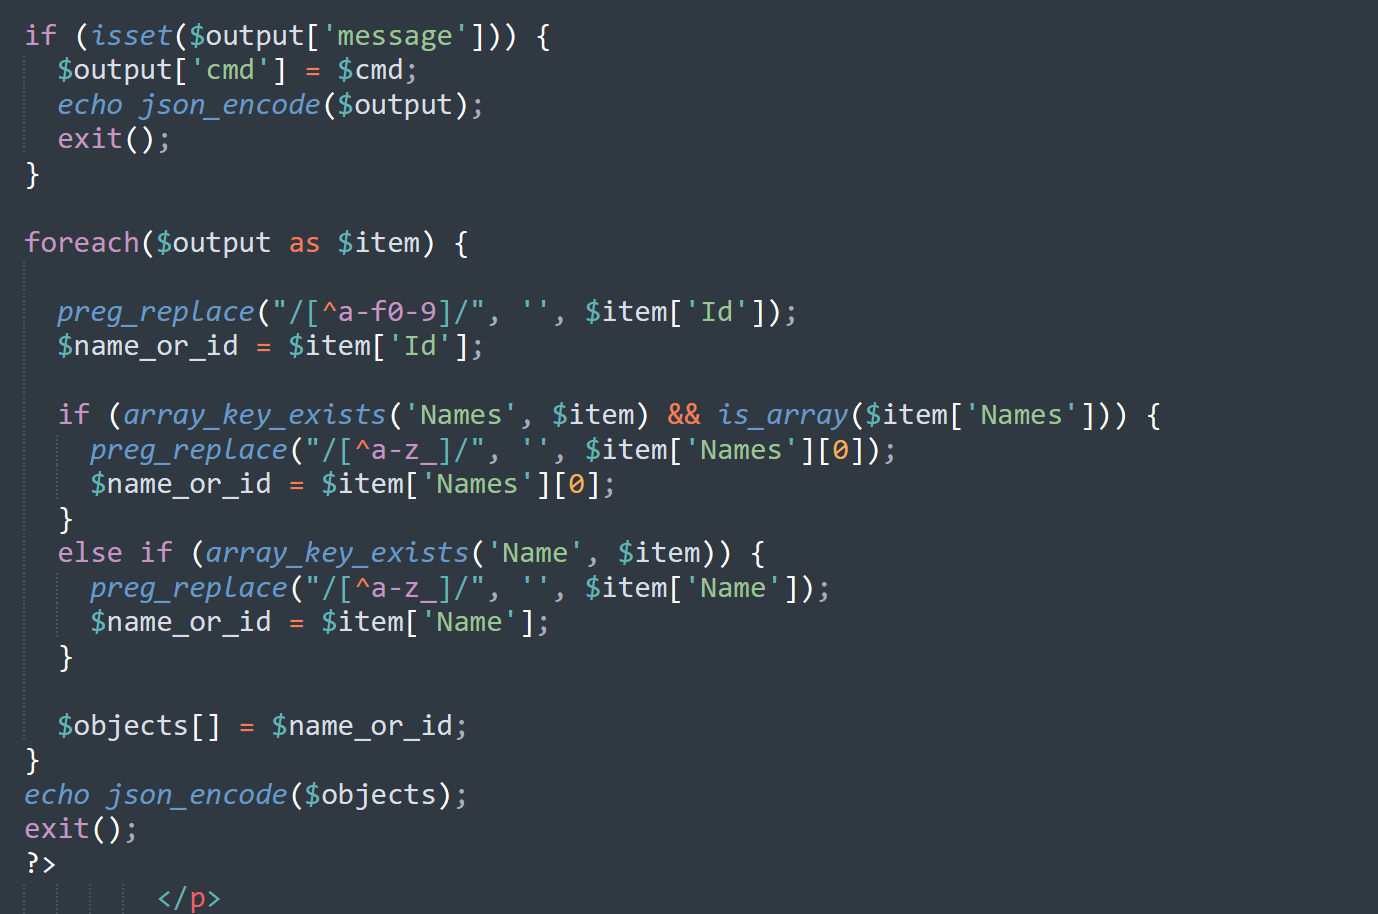 if (isset($output['message'])) {
$output['cmd'] = $cmd;
echo json_encode($output);
exit();
}
foreach($output as $item) {
preg_replace("/[^a-f0-9]/", '', $item['Id']);
$name_or_id = $item['Id'];
if (array_key_exists('Names', $item) && is_array($item['Names'])) {
preg_replace("/[^a-z_]/", '', $item['Names'][0]);
$name_or_id = $item['Names'][0];
}
else if (array_key_exists('Name', $item)) {
preg_replace("/[^a-z_]/", '', $item['Name']);
$name_or_id = $item['Name'];
}
$objects[] = $name_or_id;
}
echo json_encode($objects);
exit();
?>
</p>